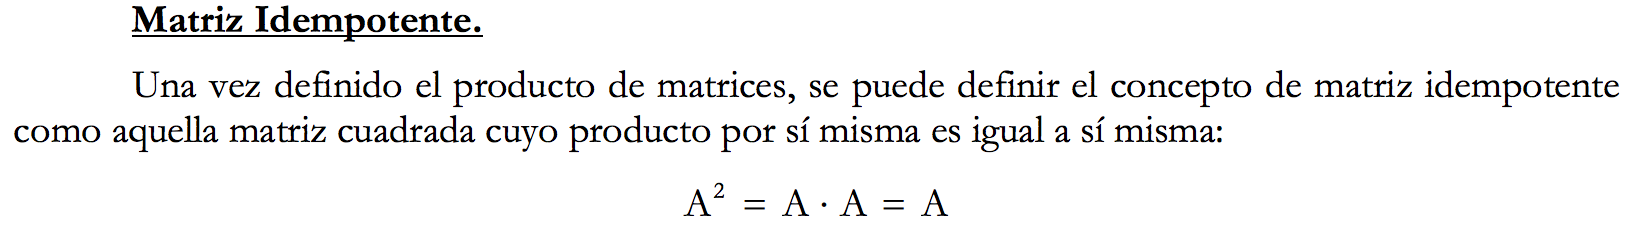 Matriz Idempotente.
Una vez definido el producto de matrices, se puede definir el concepto de matriz idempotente
como aquella matriz cuadrada cuyo producto por sí misma es igual a sí misma:
A² = A · A = A